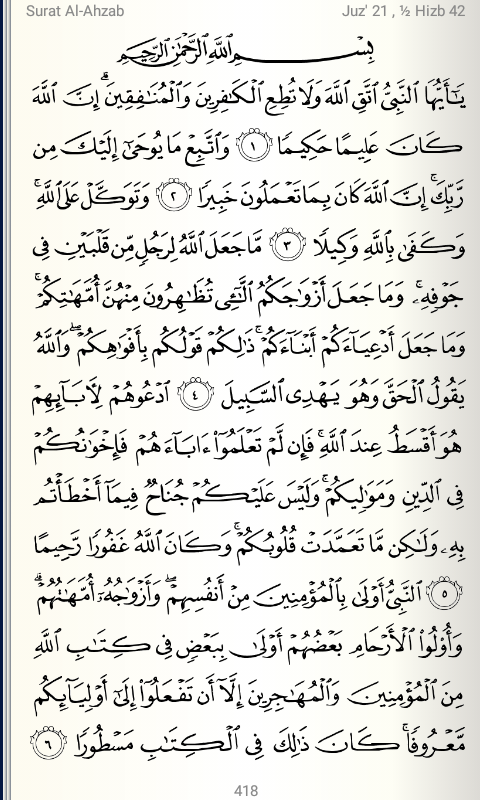 Surat Al-Ahzab Juz' 21 , ½ Hizb 42
بِسْمِ ٱللَّهِ ٱلرَّحْمَٰنِ ٱلرَّحِيمِ
يَٰٓأَيُّهَا ٱلنَّبِىُّ ٱتَّقِ ٱللَّهَ وَلَا تُطِعِ ٱلْكَٰفِرِينَ وَٱلْمُنَٰفِقِينَ ۗ إِنَّ ٱللَّهَ
كَانَ عَلِيمًا حَكِيمًا ١ وَٱتَّبِعْ مَا يُوحَىٰٓ إِلَيْكَ مِن
رَّبِّكَ ۚ إِنَّ ٱللَّهَ كَانَ بِمَا تَعْمَلُونَ خَبِيرًا ٢ وَتَوَكَّلْ عَلَى ٱللَّهِ ۚ
وَكَفَىٰ بِٱللَّهِ وَكِيلًا ٣ مَّا جَعَلَ ٱللَّهُ لِرَجُلٍ مِّن قَلْبَيْنِ فِى
جَوْفِهِۦ ۚ وَمَا جَعَلَ أَزْوَٰجَكُمُ ٱلَّٰٓـِٔى تُظَٰهِرُونَ مِنْهُنَّ أُمَّهَٰتِكُمْ ۚ
وَمَا جَعَلَ أَدْعِيَآءَكُمْ أَبْنَآءَكُمْ ۚ ذَٰلِكُمْ قَوْلُكُم بِأَفْوَٰهِكُمْ ۖ وَٱللَّهُ
يَقُولُ ٱلْحَقَّ وَهُوَ يَهْدِى ٱلسَّبِيلَ ٤ ٱدْعُوهُمْ لِـَٔابَآئِهِمْ
هُوَ أَقْسَطُ عِندَ ٱللَّهِ ۚ فَإِن لَّمْ تَعْلَمُوٓا۟ ءَابَآءَهُمْ فَإِخْوَٰنُكُمْ
فِى ٱلدِّينِ وَمَوَٰلِيكُمْ ۚ وَلَيْسَ عَلَيْكُمْ جُنَاحٌ فِيمَآ أَخْطَأْتُم
بِهِۦ وَلَٰكِن مَّا تَعَمَّدَتْ قُلُوبُكُمْ ۚ وَكَانَ ٱللَّهُ غَفُورًا رَّحِيمًا
٥ ٱلنَّبِىُّ أَوْلَىٰ بِٱلْمُؤْمِنِينَ مِنْ أَنفُسِهِمْ ۖ وَأَزْوَٰجُهُۥٓ أُمَّهَٰتُهُمْ ۗ
وَأُو۟لُوا۟ ٱلْأَرْحَامِ بَعْضُهُمْ أَوْلَىٰ بِبَعْضٍ فِى كِتَٰبِ ٱللَّهِ
مِنَ ٱلْمُؤْمِنِينَ وَٱلْمُهَٰجِرِينَ إِلَّآ أَن تَفْعَلُوٓا۟ إِلَىٰٓ أَوْلِيَآئِكُم
مَّعْرُوفًا ۚ كَانَ ذَٰلِكَ فِى ٱلْكِتَٰبِ مَسْطُورًا ٦
418